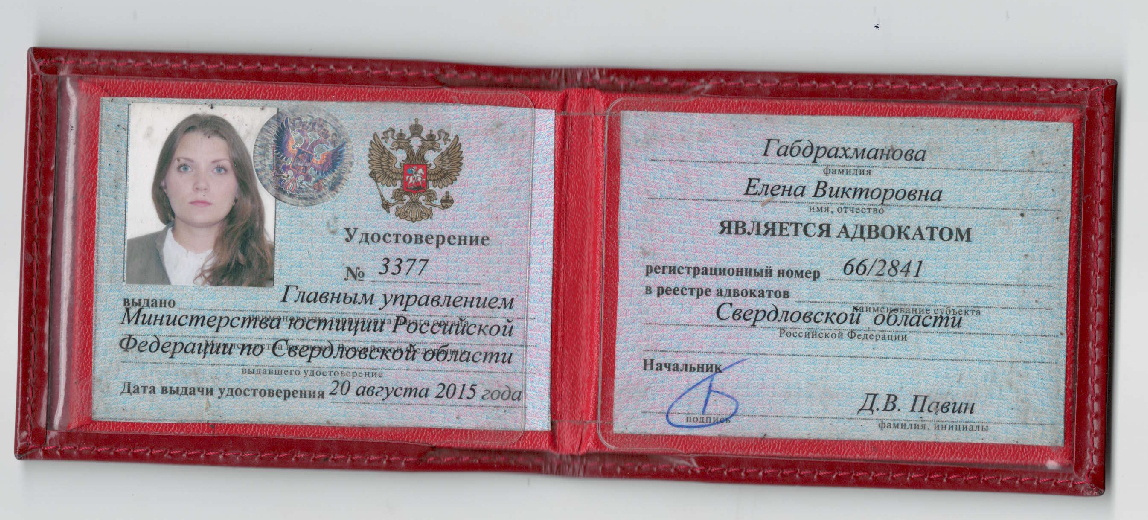 Удостоверение
№ 3377
выдано Главным управлением
Министерства юстиции Российской
Федерации по Свердловской области
выдавшего удостоверение
Дата выдачи удостоверения 20 августа 2015 года
Габдрахманова
фамилия
Елена Викторовна
имя, отчество
ЯВЛЯЕТСЯ АДВОКАТОМ
регистрационный номер 66/2841
в реестре адвокатов
наименование субъекта
Свердловской области
Российской Федерации
Начальник
подпись
Д.В. Павин
фамилия, инициалы